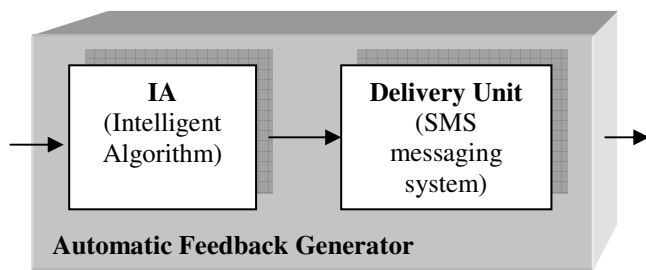 IA
(Intelligent
Algorithm)
Delivery Unit
(SMS
messaging
system)
Automatic Feedback Generator